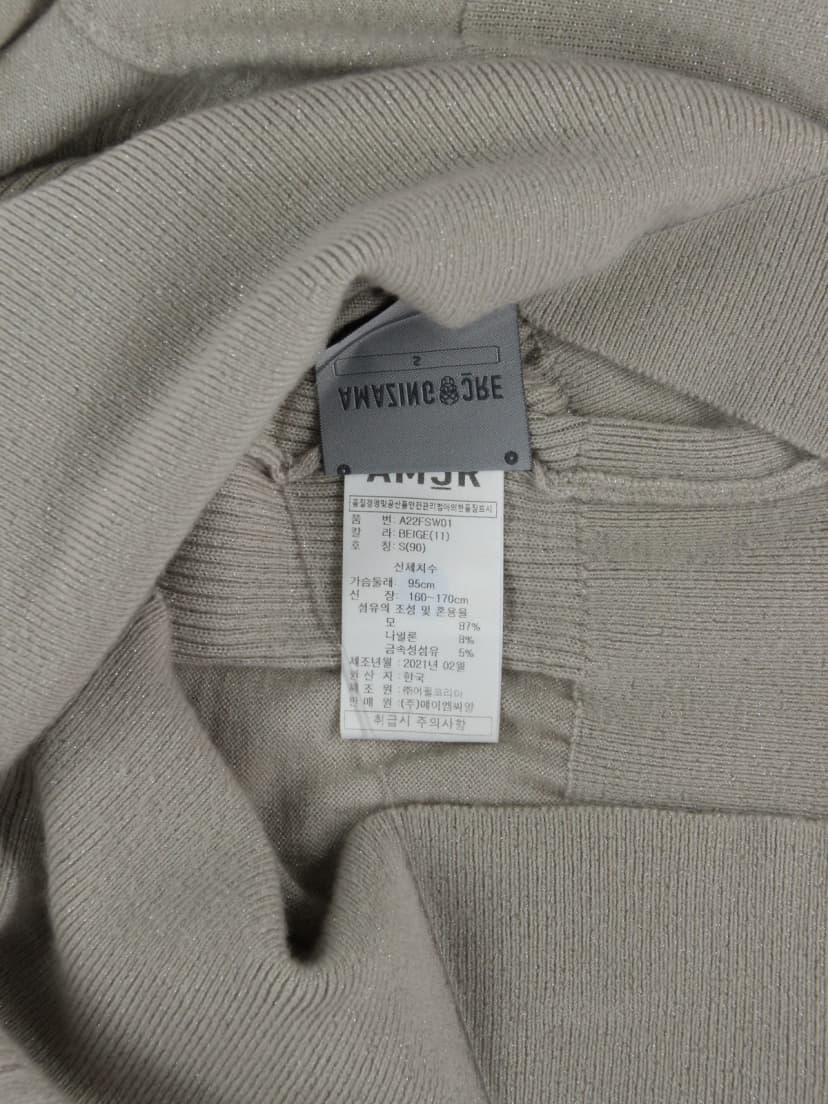 S
AMAZINGCRE
AMCR
품질경영및공산품안전관리법에의한품질표시
품 번: A22FSW01
칼 라: BEIGE(11)
호 칭: S(90)
신체치수
가슴둘레: 95cm
신 장: 160~170cm
섬유의 조성 및 혼용율
모 87%
나일론 8%
금속성섬유 5%
제조년월 : 2021년 02월
원 산 지 : 한국
제 조 원 : ㈜어필코리아
판 매 원 : (주)에이엠씨알
취급시 주의사항